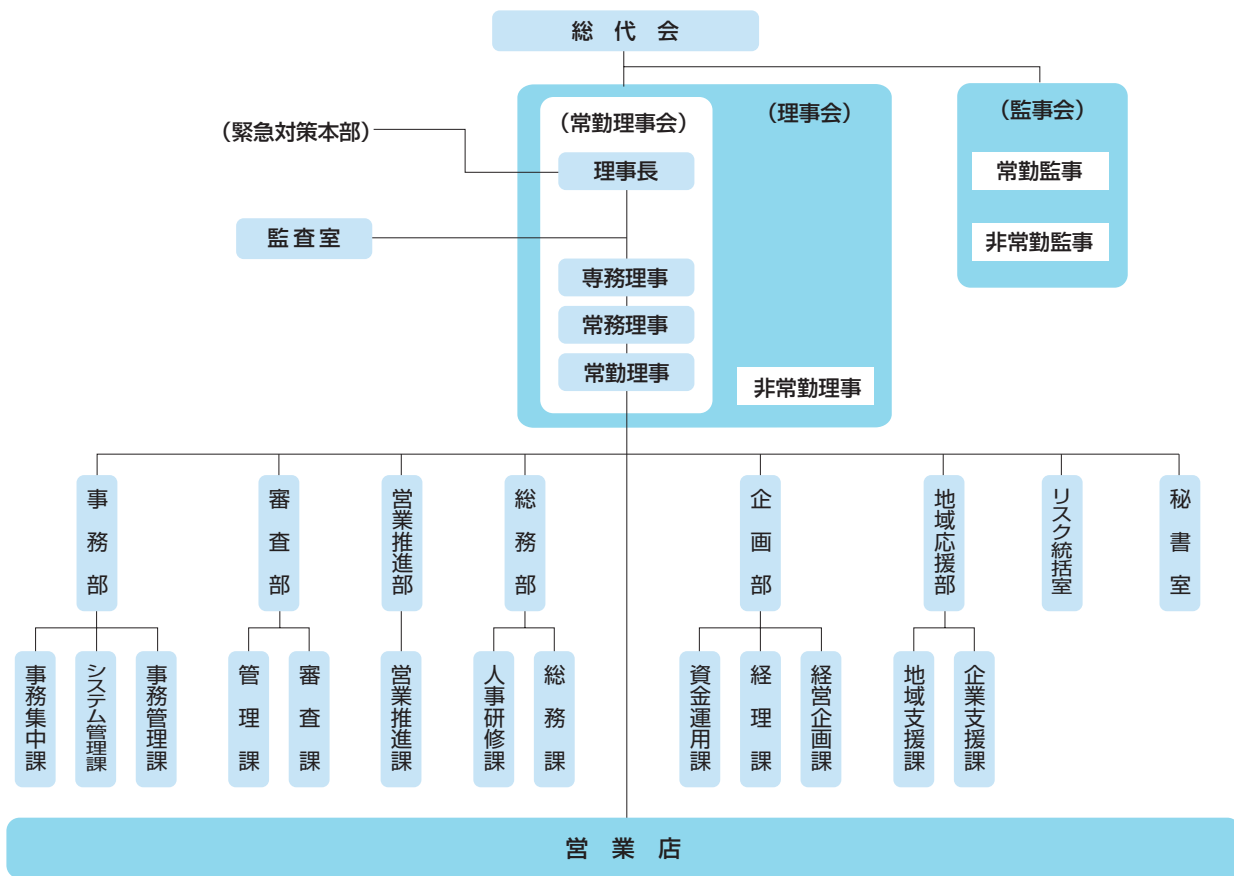 総代会
(理事会)
(監事会)
(常勤理事会)
(緊急対策本部)
理事長
常勤監事
監査室
非常勤監事
専務理事
常務理事
常勤理事
非常勤理事
事務部
審査部
営業推進部
総務部
企画部
地域応援部
リスク統括室
秘書室
事務集中課
システム管理課
事務管理課
管理課
審査課
営業推進課
人事研修課
総務課
資金運用課
経理課
経営企画課
地域支援課
企業支援課
営業店